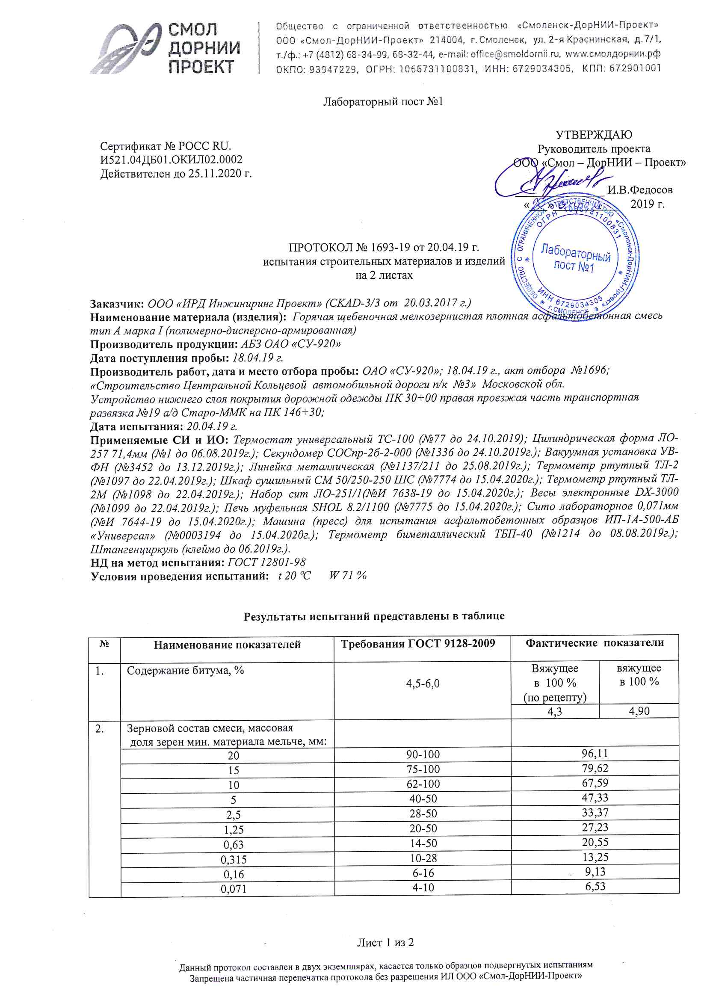 СМОЛ
ДОРНИИ
ПРОЕКТ
Общество с ограниченной ответственностью «Смоленск-ДорНИИ-Проект»
ООО «Смол-ДорНИИ-Проект» 214004, г. Смоленск, ул. 2-я Краснинская, д.7/1,
т./ф.: +7 (4812) 68-34-99, 68-32-44, e-mail: office@smoldornii.ru, www.смолдорнии.рф
ОКПО: 93947229, ОГРН: 1066731100831, ИНН: 6729034305, КПП: 672901001
Лабораторный пост №1
Сертификат № РОСС RU.
И521.04ДБ01.ОКИЛ02.0002
Действителен до 25.11.2020 г.
УТВЕРЖДАЮ
Руководитель проекта
ООО «Смол – ДорНИИ – Проект»
И.В.Федосов
«20» апреля 2019 г.
ОБЩЕСТВО С ОГРАНИЧЕННОЙ ОТВЕТСТВЕННОСТЬЮ «Смоленск-ДорНИИ-Проект»
ОГРН 1066731100831
Лабораторный
пост №1
ИНН 6729034305
г.СМОЛЕНСК
ПРОТОКОЛ № 1693-19 от 20.04.19 г.
испытания строительных материалов и изделий
на 2 листах
Заказчик: ООО «ИРД Инжиниринг Проект» (CKAD-3/3 от 20.03.2017 г.)
Наименование материала (изделия): Горячая щебеночная мелкозернистая плотная асфальтобетонная смесь
тип А марка I (полимерно-дисперсно-армированная)
Производитель продукции: АБЗ ОАО «СУ-920»
Дата поступления пробы: 18.04.19 г.
Производитель работ, дата и место отбора пробы: ОАО «СУ-920»; 18.04.19 г., акт отбора №1696;
«Строительство Центральной Кольцевой автомобильной дороги п/к №3» Московской обл.
Устройство нижнего слоя покрытия дорожной одежды ПК 30+00 правая проезжая часть транспортная
развязка №19 а/д Старо-ММК на ПК 146+30;
Дата испытания: 20.04.19 г.
Применяемые СИ и ИО: Термостат универсальный ТС-100 (№77 до 24.10.2019); Цилиндрическая форма ЛО-
257 71,4мм (№1 до 06.08.2019г.); Секундомер СОСпр-2б-2-000 (№1336 до 24.10.2019г.); Вакуумная установка УВ-
ФН (№3452 до 13.12.2019г.); Линейка металлическая (№1137/211 до 25.08.2019г.); Термометр ртутный ТЛ-2
(№1097 до 22.04.2019г.); Шкаф сушильный СМ 50/250-250 ШС (№7774 до 15.04.2020г.); Термометр ртутный ТЛ-
2М (№1098 до 22.04.2019г.); Набор сит ЛО-251/1(№И 7638-19 до 15.04.2020г.); Весы электронные DX-3000
(№1099 до 22.04.2019г.); Печь муфельная SHOL 8.2/1100 (№7775 до 15.04.2020г.); Сито лабораторное 0,071мм
(№И 7644-19 до 15.04.2020г.); Машина (пресс) для испытания асфальтобетонных образцов ИП-1А-500-АБ
«Универсал» (№0003194 до 15.04.2020г.); Термометр биметаллический ТБП-40 (№1214 до 08.08.2019г.);
Штангенциркуль (клеймо до 06.2019г.).
НД на метод испытания: ГОСТ 12801-98
Условия проведения испытаний: t 20 °C W 71 %
Результаты испытаний представлены в таблице
№ Наименование показателей Требования ГОСТ 9128-2009 Фактические показатели
1. Содержание битума, % 4,5-6,0
Вяжущее
в 100 %
(по рецепту)
вяжущее
в 100 %
4,3 4,90
2. Зерновой состав смеси, массовая
доля зерен мин. материала мельче, мм:
20 90-100 96,11
15 75-100 79,62
10 62-100 67,59
5 40-50 47,33
2,5 28-50 33,37
1,25 20-50 27,23
0,63 14-50 20,55
0,315 10-28 13,25
0,16 6-16 9,13
0,071 4-10 6,53
Лист 1 из 2
Данный протокол составлен в двух экземплярах, касается только образцов подвергнутых испытаниям
Запрещена частичная перепечатка протокола без разрешения ИЛ ООО «Смол-ДорНИИ-Проект»